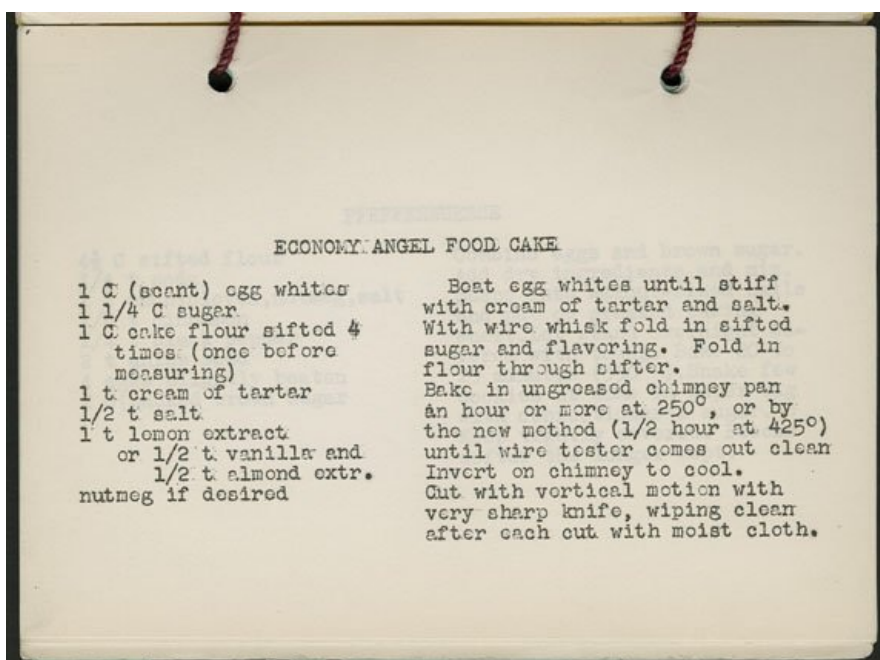 ECONOMY ANGEL FOOD CAKE
1 C (scant) egg whites
1 1/4 C sugar
1 C cake flour sifted 4
times (once before
measuring)
1 t cream of tartar
1/2 t salt
1 t lemon extract
or 1/2 t vanilla and
1/2 t almond extr.
nutmeg if desired
Beat egg whites until stiff
with cream of tartar and salt.
With wire whisk fold in sifted
sugar and flavoring. Fold in
flour through sifter.
Bake in ungreased chimney pan
an hour or more at 250°, or by
the new method (1/2 hour at 425°)
until wire tester comes out clean
Invert on chimney to cool.
Cut with vertical motion with
very sharp knife, wiping clean
after each cut with moist cloth.